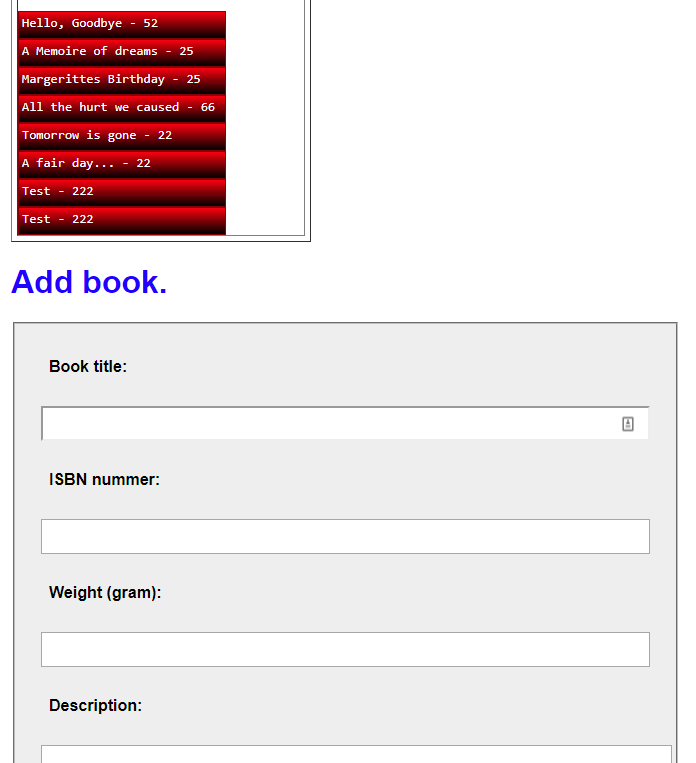 Hello, Goodbye - 52
A Memoire of dreams - 25
Margerittes Birthday - 25
All the hurt we caused - 66
Tomorrow is gone - 22
A fair day... - 22
Test - 222
Test - 222
Add book.
Book title:
ISBN nummer:
Weight (gram):
Description: